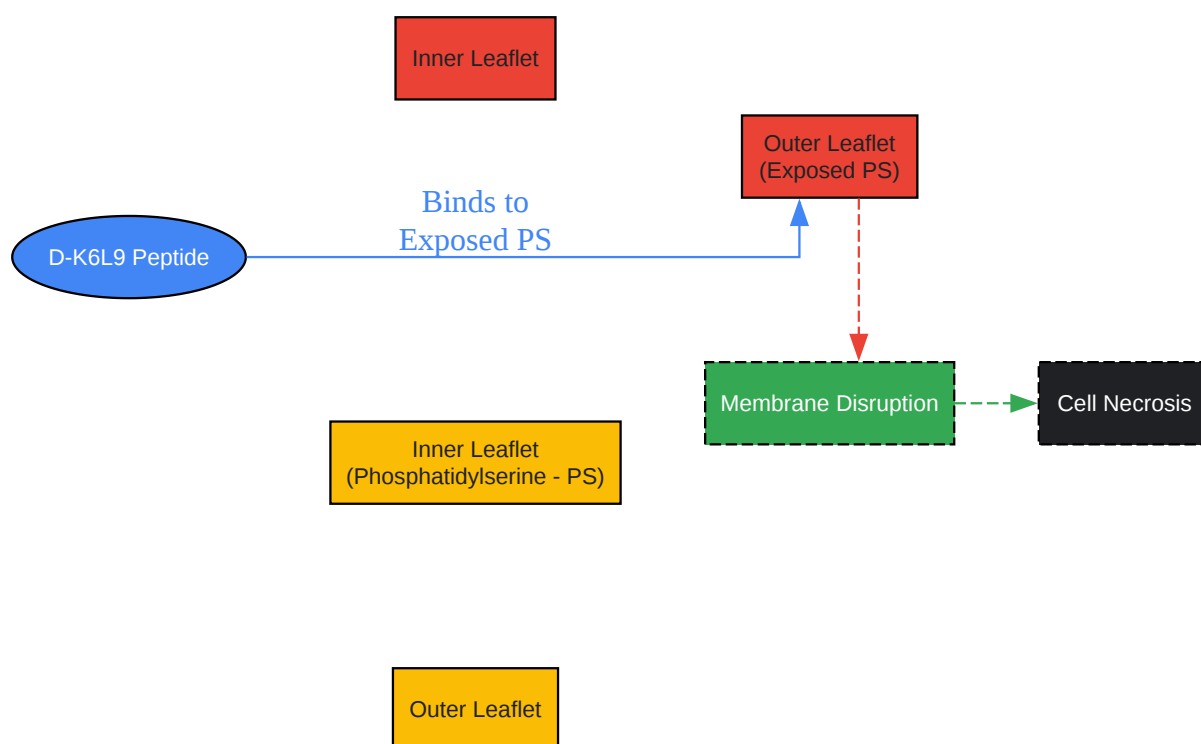 Inner Leaflet
Outer Leaflet
(Exposed PS)
Binds to
Exposed PS
D-K6L9 Peptide
Membrane Disruption
Cell Necrosis
Inner Leaflet
(Phosphatidylserine - PS)
Outer Leaflet